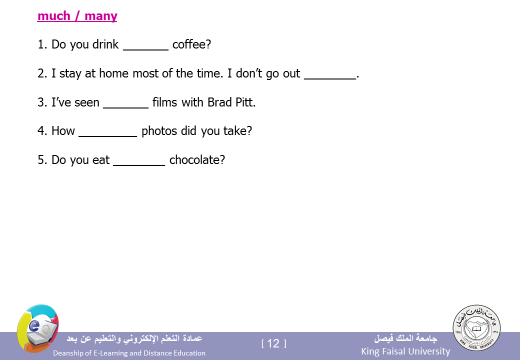 much / many
1. Do you drink _______ coffee?
2. I stay at home most of the time. I don't go out ________.
3. I've seen _______ films with Brad Pitt.
4. How _________ photos did you take?
5. Do you eat ________ chocolate?
عمادة التعلم الإلكتروني والتعليم عن بعد
Deanship of E-Learning and Distance Education
[ 12 ]
جامعة الملك فيصل
King Faisal University